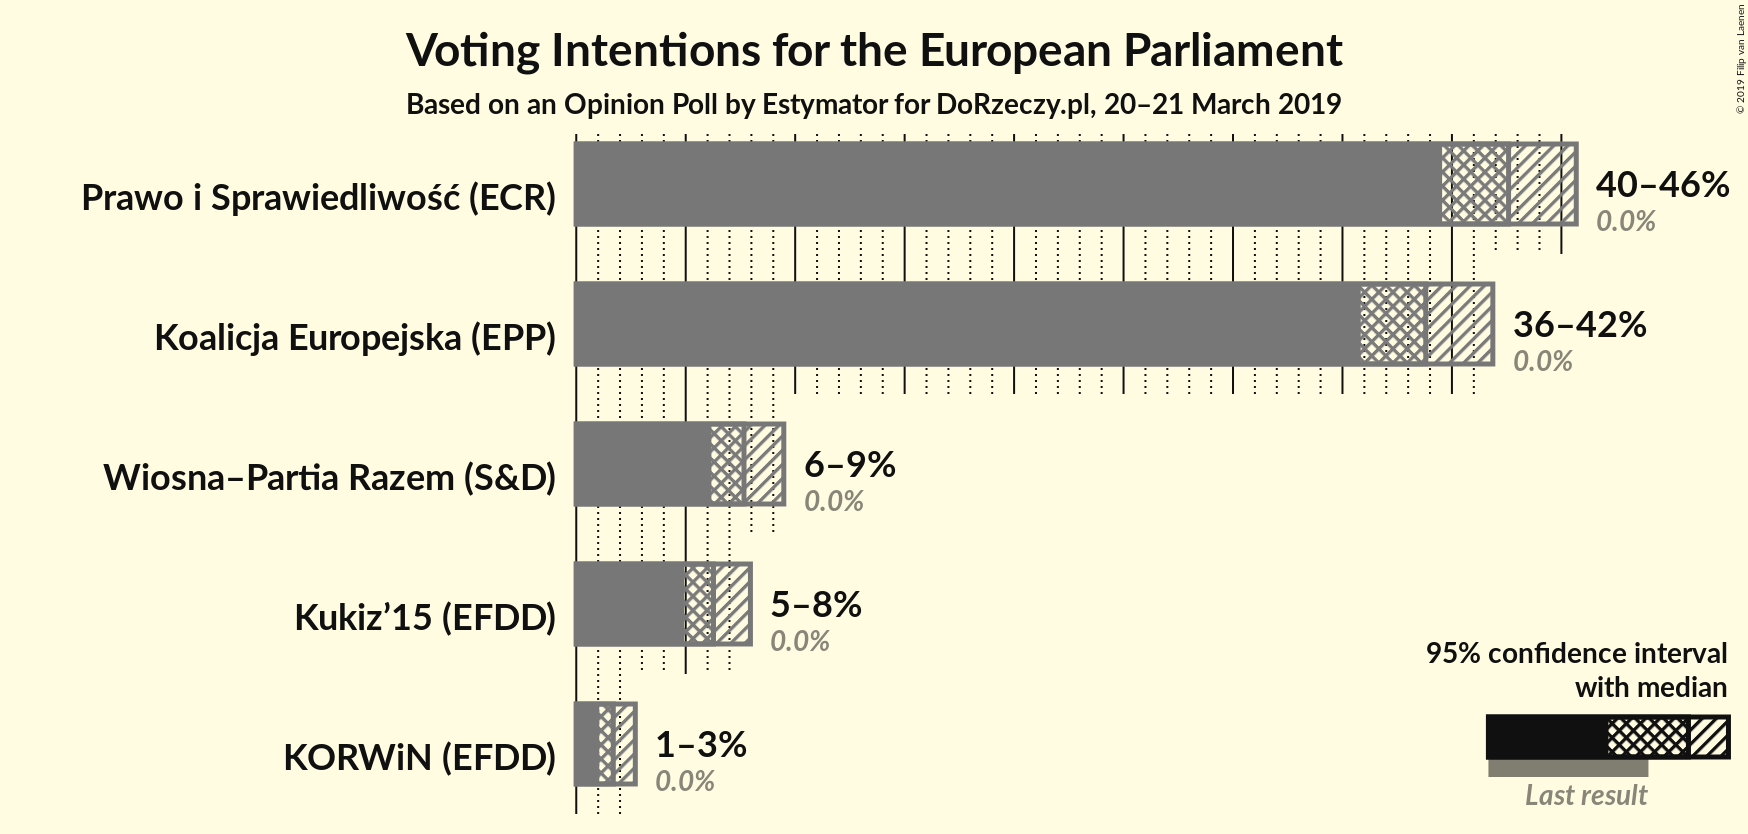 Voting Intentions for the European Parliament
Based on an Opinion Poll by Estymator for DoRzeczy.pl, 20–21 March 2019
© 2019 Filip van Laenen
Prawo i Sprawiedliwość (ECR)
40–46%
0.0%
Koalicja Europejska (EPP)
36–42%
0.0%
Wiosna–Partia Razem (S&D)
6–9%
0.0%
Kukiz’15 (EFDD)
5–8%
0.0%
KORWiN (EFDD)
1–3%
0.0%
95% confidence interval
with median
Last result